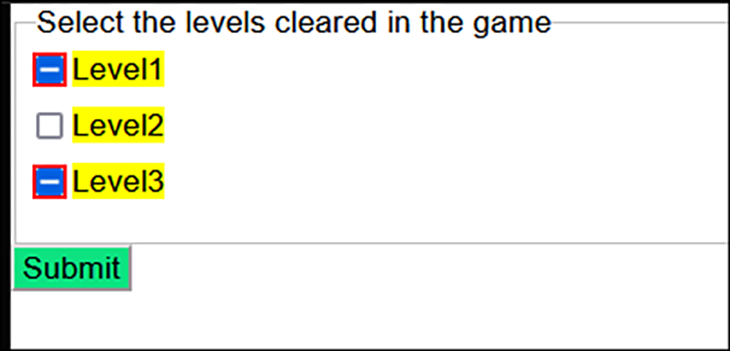 Select the levels cleared in the game
Level1
Level2
Level3
Submit